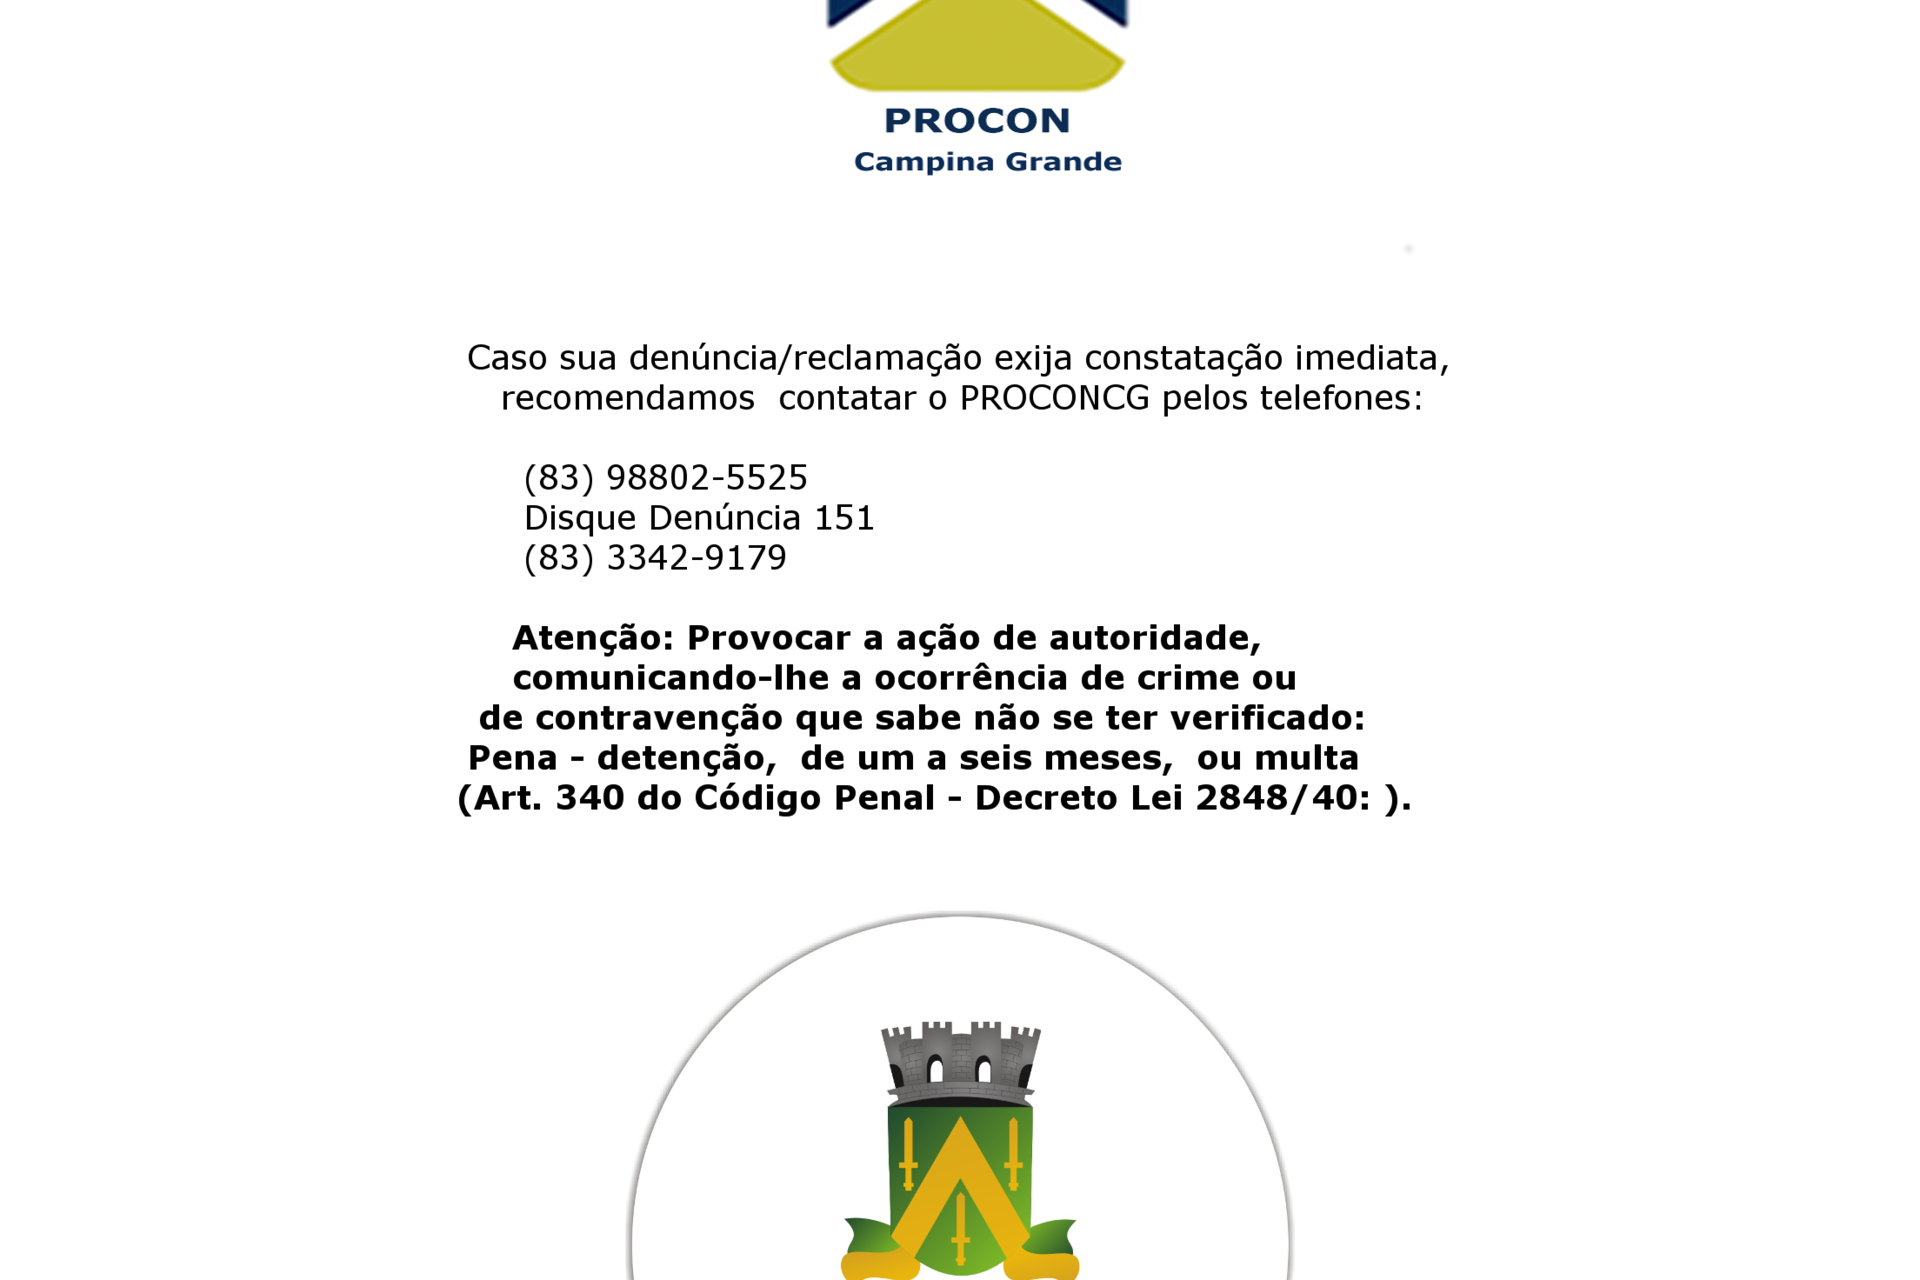 PROCON
Campina Grande
Caso sua denúncia/reclamação exija constatação imediata,
recomendamos contatar o PROCONCG pelos telefones:
(83) 98802-5525
Disque Denúncia 151
(83) 3342-9179
Atenção: Provocar a ação de autoridade,
comunicando-lhe a ocorrência de crime ou
de contravenção que sabe não se ter verificado:
Pena - detenção, de um a seis meses, ou multa
(Art. 340 do Código Penal - Decreto Lei 2848/40: ).